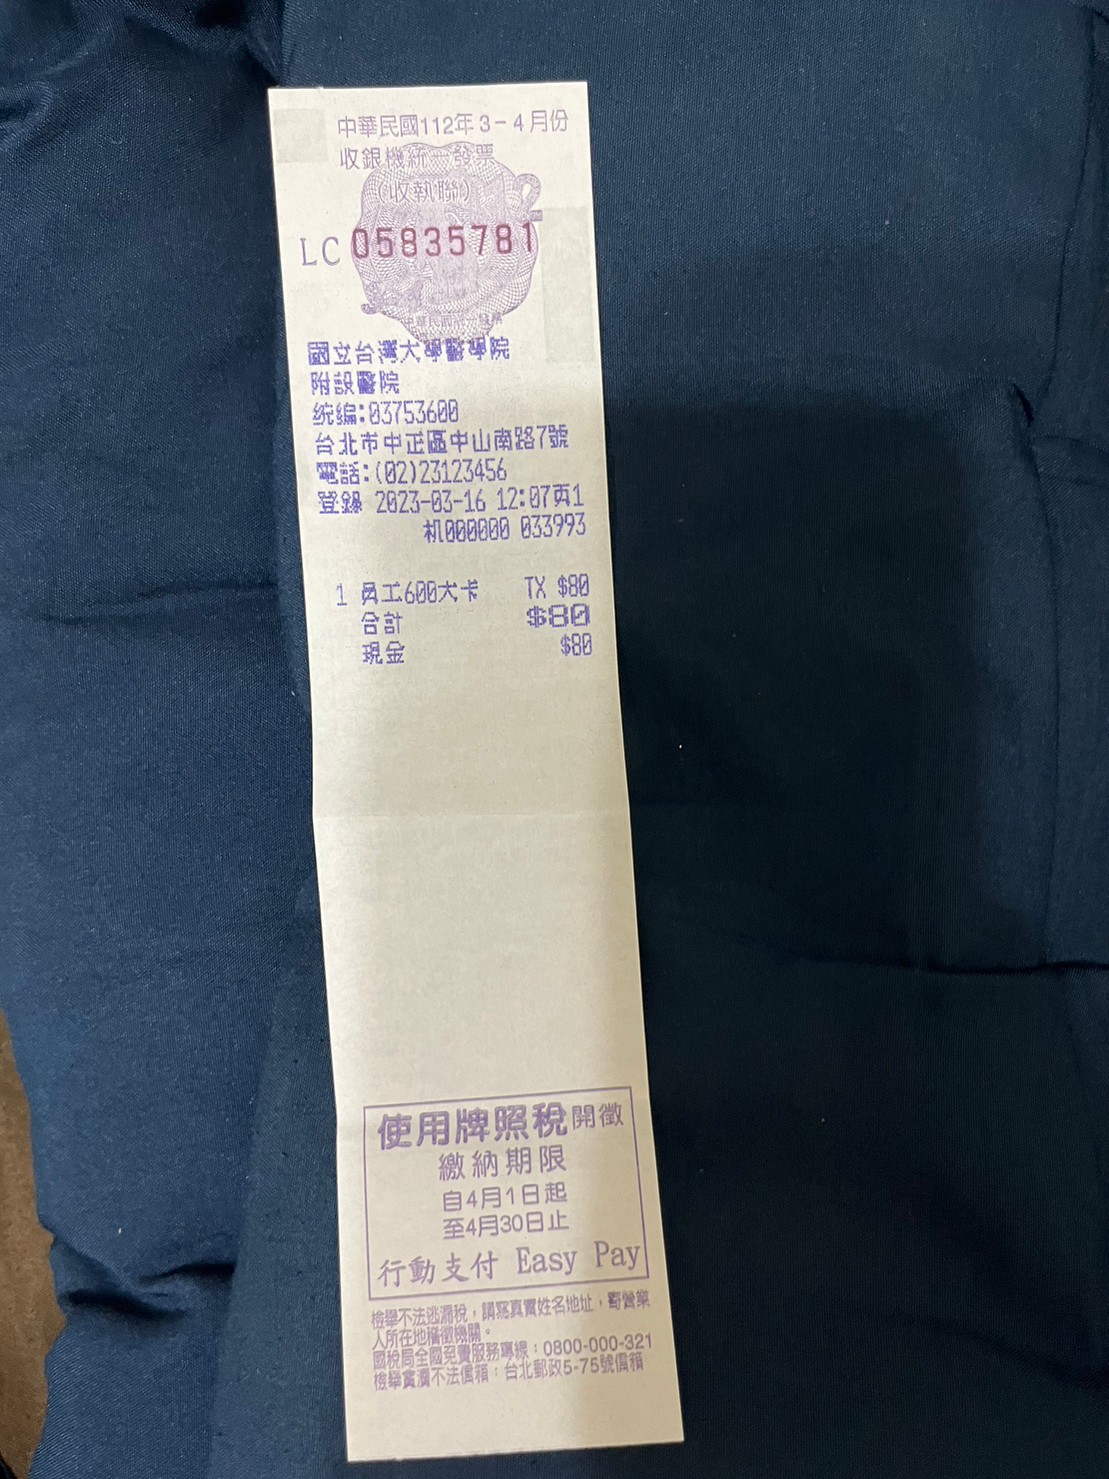 中華民國112年3-4月份
收銀機統一發票
(收執聯)
LC 05835781
國立台灣大學醫學院
附設醫院
统编:03753600
台北市中正區中山南路7號
電話:(02)23123456
登錄 2023-03-16 12:07页1
机000000 033993
1 員工600大卡 TX $80
合計 $80
現金 $80
使用牌照稅開徵
繳納期限
自4月1日起
至4月30日止
行動支付 Easy Pay
檢舉不法逃漏稅，請寫真實姓名地址，寄營業
人所在地稽徵機關。
國稅局全國免費服務專線：0800-000-321
檢舉賣瀆不法信箱：台北郵政5-75號信箱